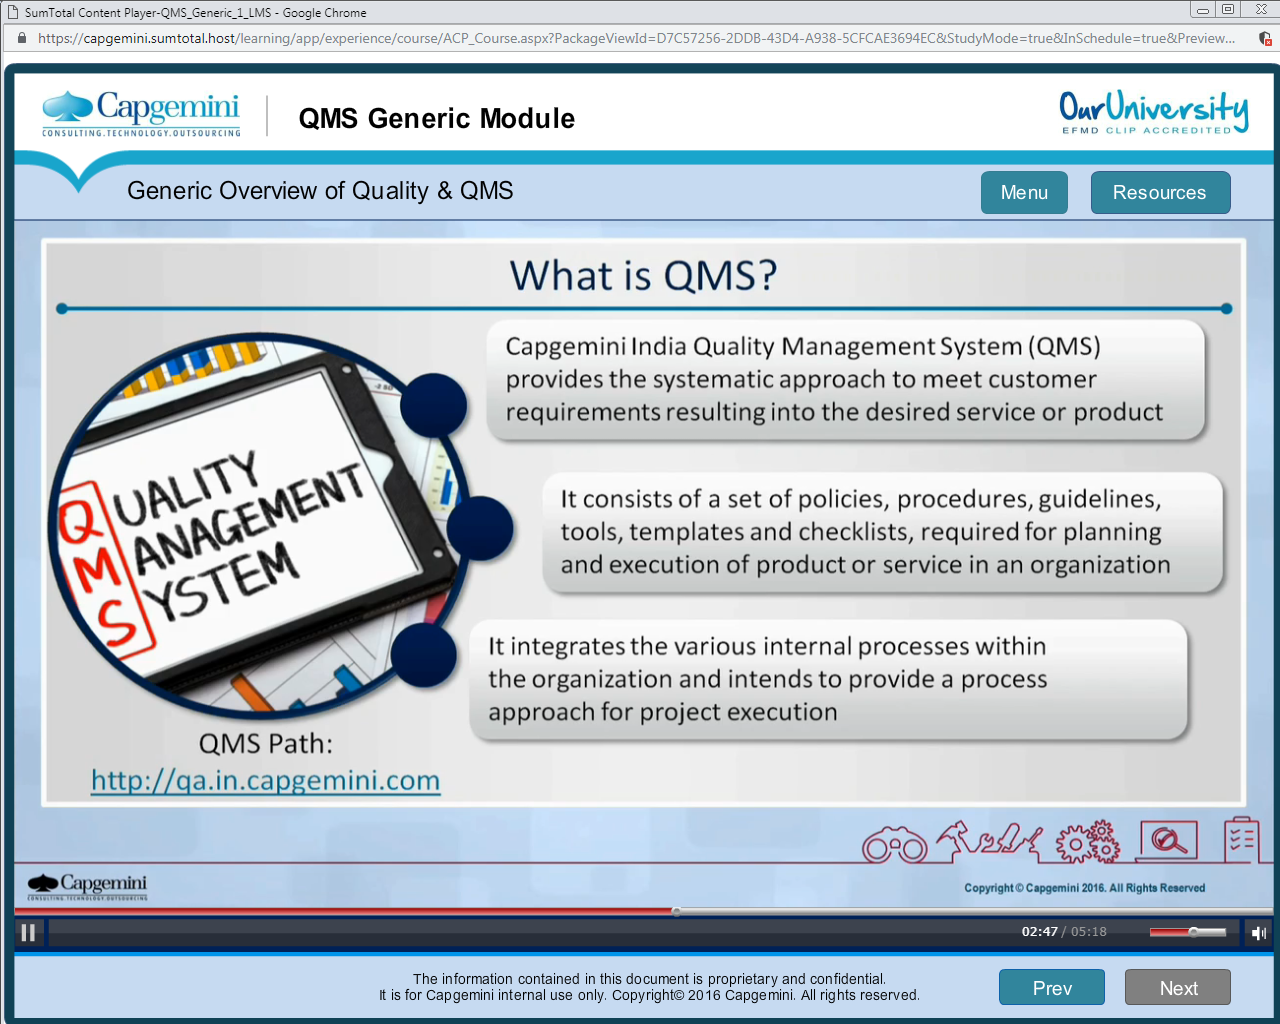 SumTotal Content Player-QMS_Generic_1_LMS - Google Chrome
https://capgemini.sumtotal.host/learning/app/experience/course/ACP_Course.aspx?PackageViewId=D7C57256-2DDB-43D4-A938-5CFCAE3694EC&StudyMode=true&InSchedule=true&Preview...
Capgemini
CONSULTING.TECHNOLOGY.OUTSOURCING
QMS Generic Module
OurUniversity
EFMD CLIP ACCREDITED
Generic Overview of Quality & QMS
Menu
Resources
What is QMS?
Capgemini India Quality Management System (QMS)
provides the systematic approach to meet customer
requirements resulting into the desired service or product
QUALITY
MANAGEMENT
SYSTEM
It consists of a set of policies, procedures, guidelines,
tools, templates and checklists, required for planning
and execution of product or service in an organization
It integrates the various internal processes within
the organization and intends to provide a process
approach for project execution
QMS Path:
http://qa.in.capgemini.com
Capgemini
CONSULTING.TECHNOLOGY.OUTSOURCING
Copyright © Capgemini 2016. All Rights Reserved
02:47 / 05:18
The information contained in this document is proprietary and confidential.
It is for Capgemini internal use only. Copyright© 2016 Capgemini. All rights reserved.
Prev
Next